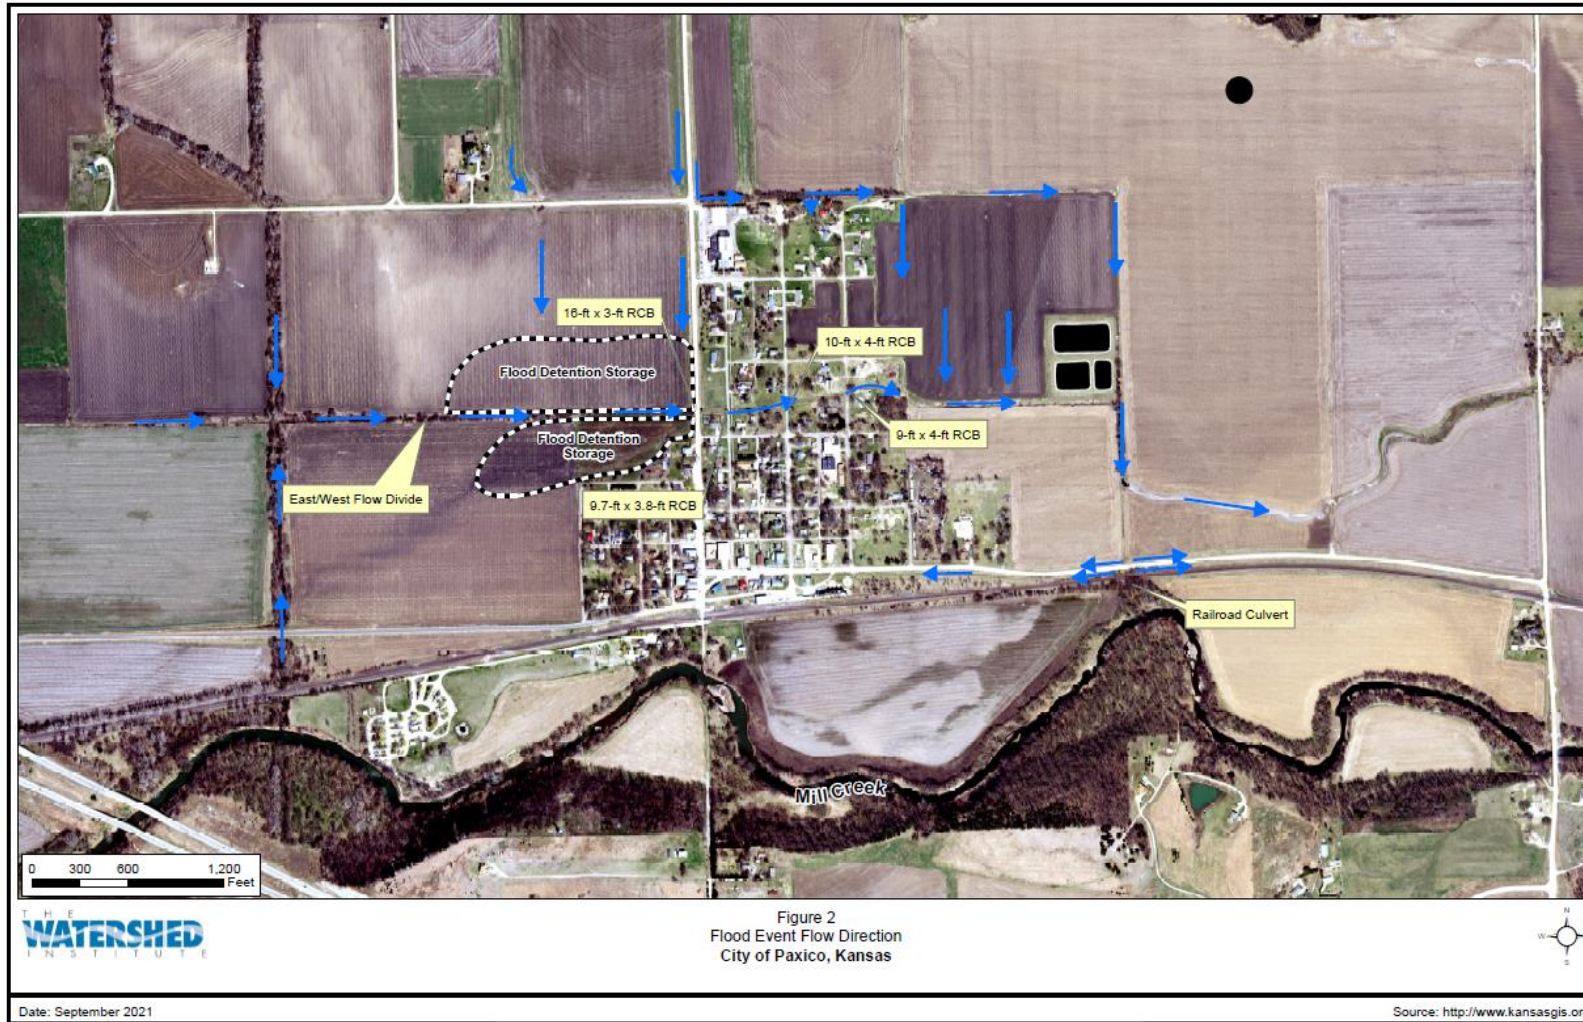 16-ft x 3-ft RCB
10-ft x 4-ft RCB
Flood Detention Storage
9-ft x 4-ft RCB
Flood Detention
Storage
East/West Flow Divide
9.7-ft x 3.8-ft RCB
Railroad Culvert
Mill Creek
0 300 600 1,200
Feet
THE
WATERSHED
INSTITUTE
Figure 2
Flood Event Flow Direction
City of Paxico, Kansas
N
W
S
Date: September 2021
Source: http://www.kansasgis.or